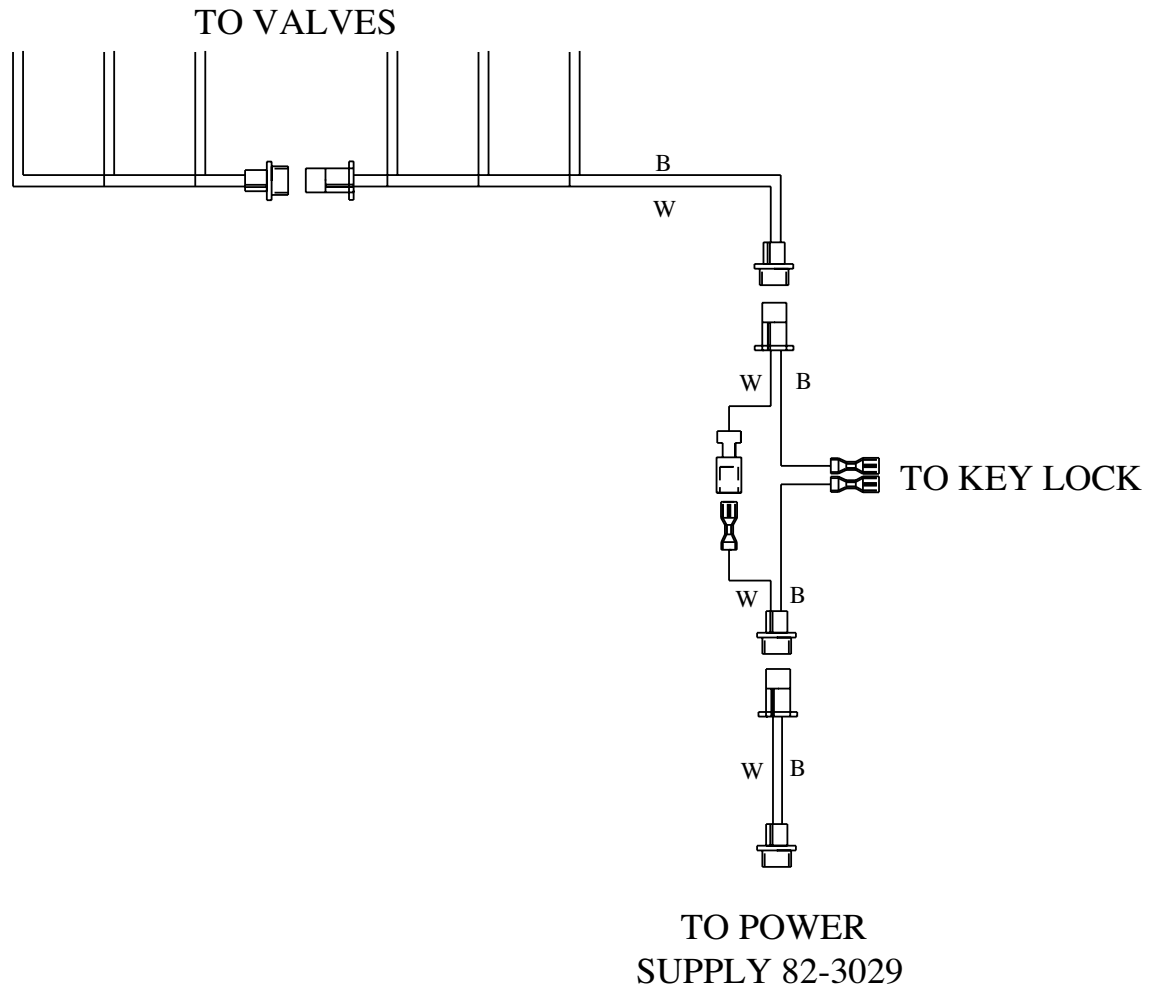 TO VALVES
B
W
W B
TO KEY LOCK
W B
W B
TO POWER
SUPPLY 82-3029